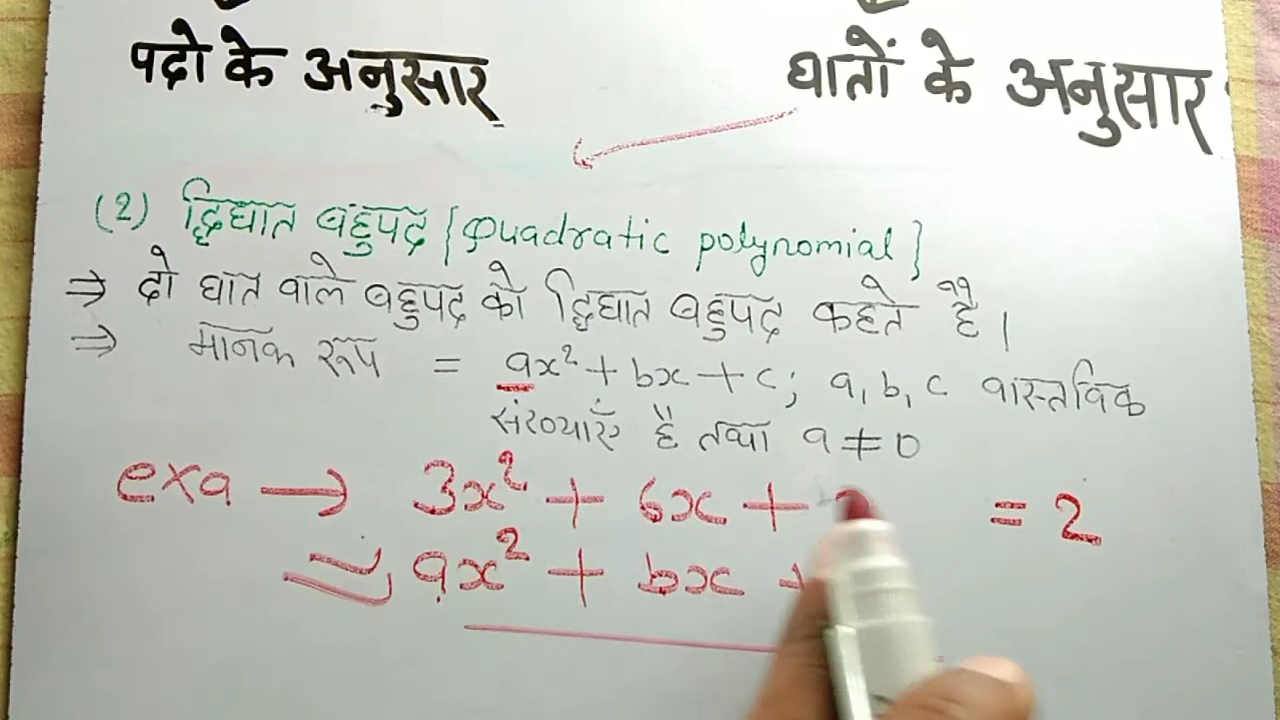 पदो के अनुसार
घातों के अनुसार
(2) द्विघात बहुपद {Quadratic polynomial}
⇒ दो घात वाले बहुपद को द्विघात बहुपद कहते है ।
⇒ मानक रूप = ax² + bx + c; a, b, c वास्तविक
संख्याएँ है तथा a ≠ 0
exa → 3x² + 6x + = 2
ax² + bx +